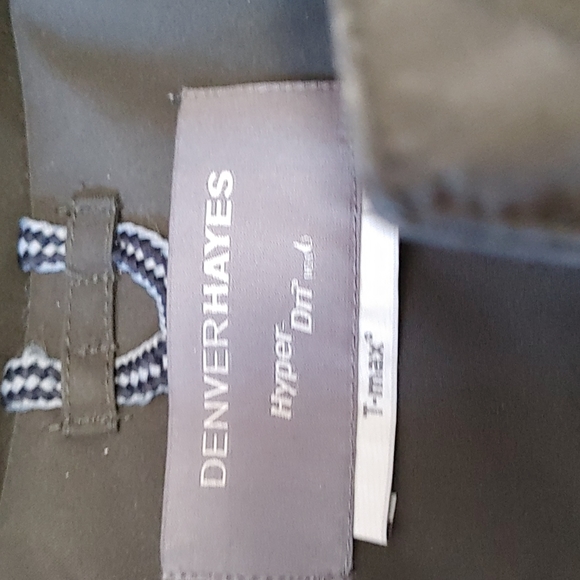 DENVERHAYES
Hyper
Dri
T-max°